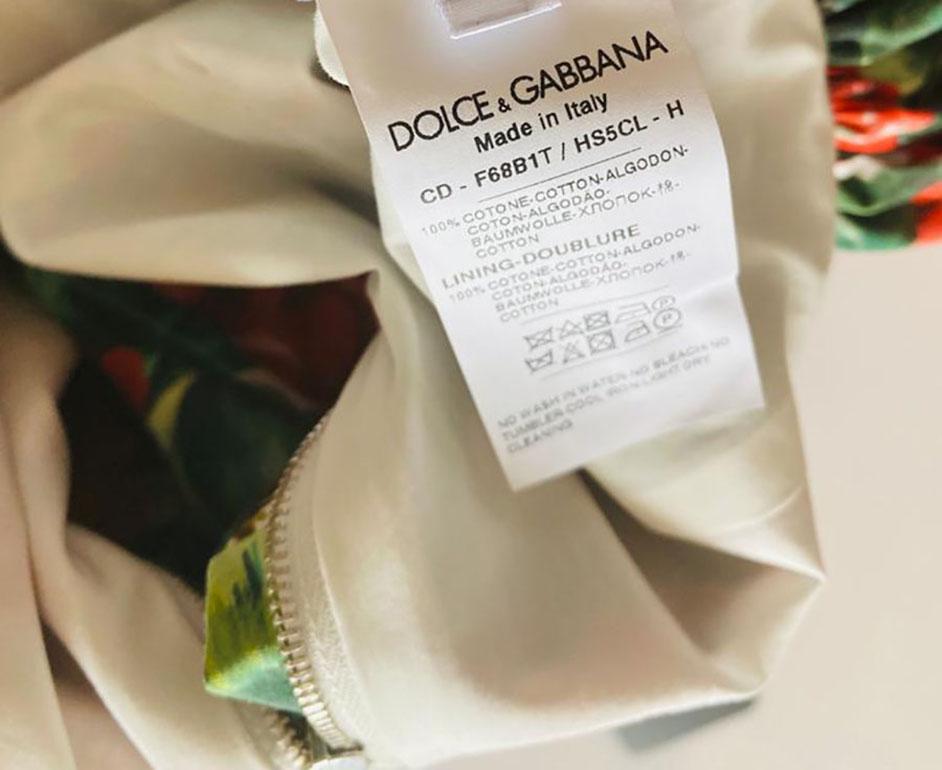 DOLCE & GABBANA
Made in Italy
CD - F68B1T / HS5CL - H
100% COTONE-COTTON-ALGODON-
COTON-ALGODÃO-
BAUMWOLLE-ХЛОПОК-棉-
COTTON
LINING-DOUBLURE
100% COTONE-COTTON-ALGODON-
COTON-ALGODÃO-
BAUMWOLLE-ХЛОПОК-棉-
COTTON
P
P
NO WASH IN WATER-NO BLEACH-NO
TUMBLER-COOL IRON-LIGHT DRY
CLEANING